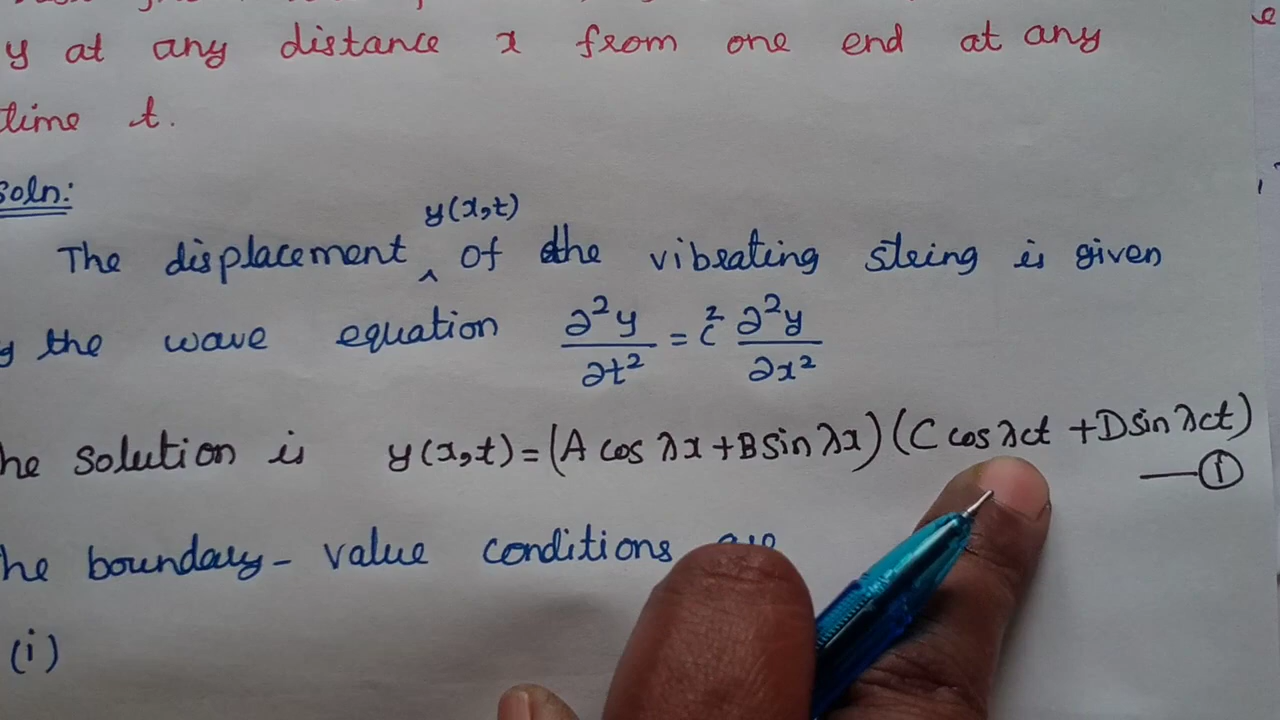 y at any distance x from one end at any
time t.
soln:
y(x,t)
The displacement ‸ of the vibrating string is given
the wave equation ∂²y/∂t² = c² ∂²y/∂x²
he solution is y(x,t)=(A cos λx +B sin λx)(C cos λct +D sin λct)
—①
he boundary-value conditions are
(i)